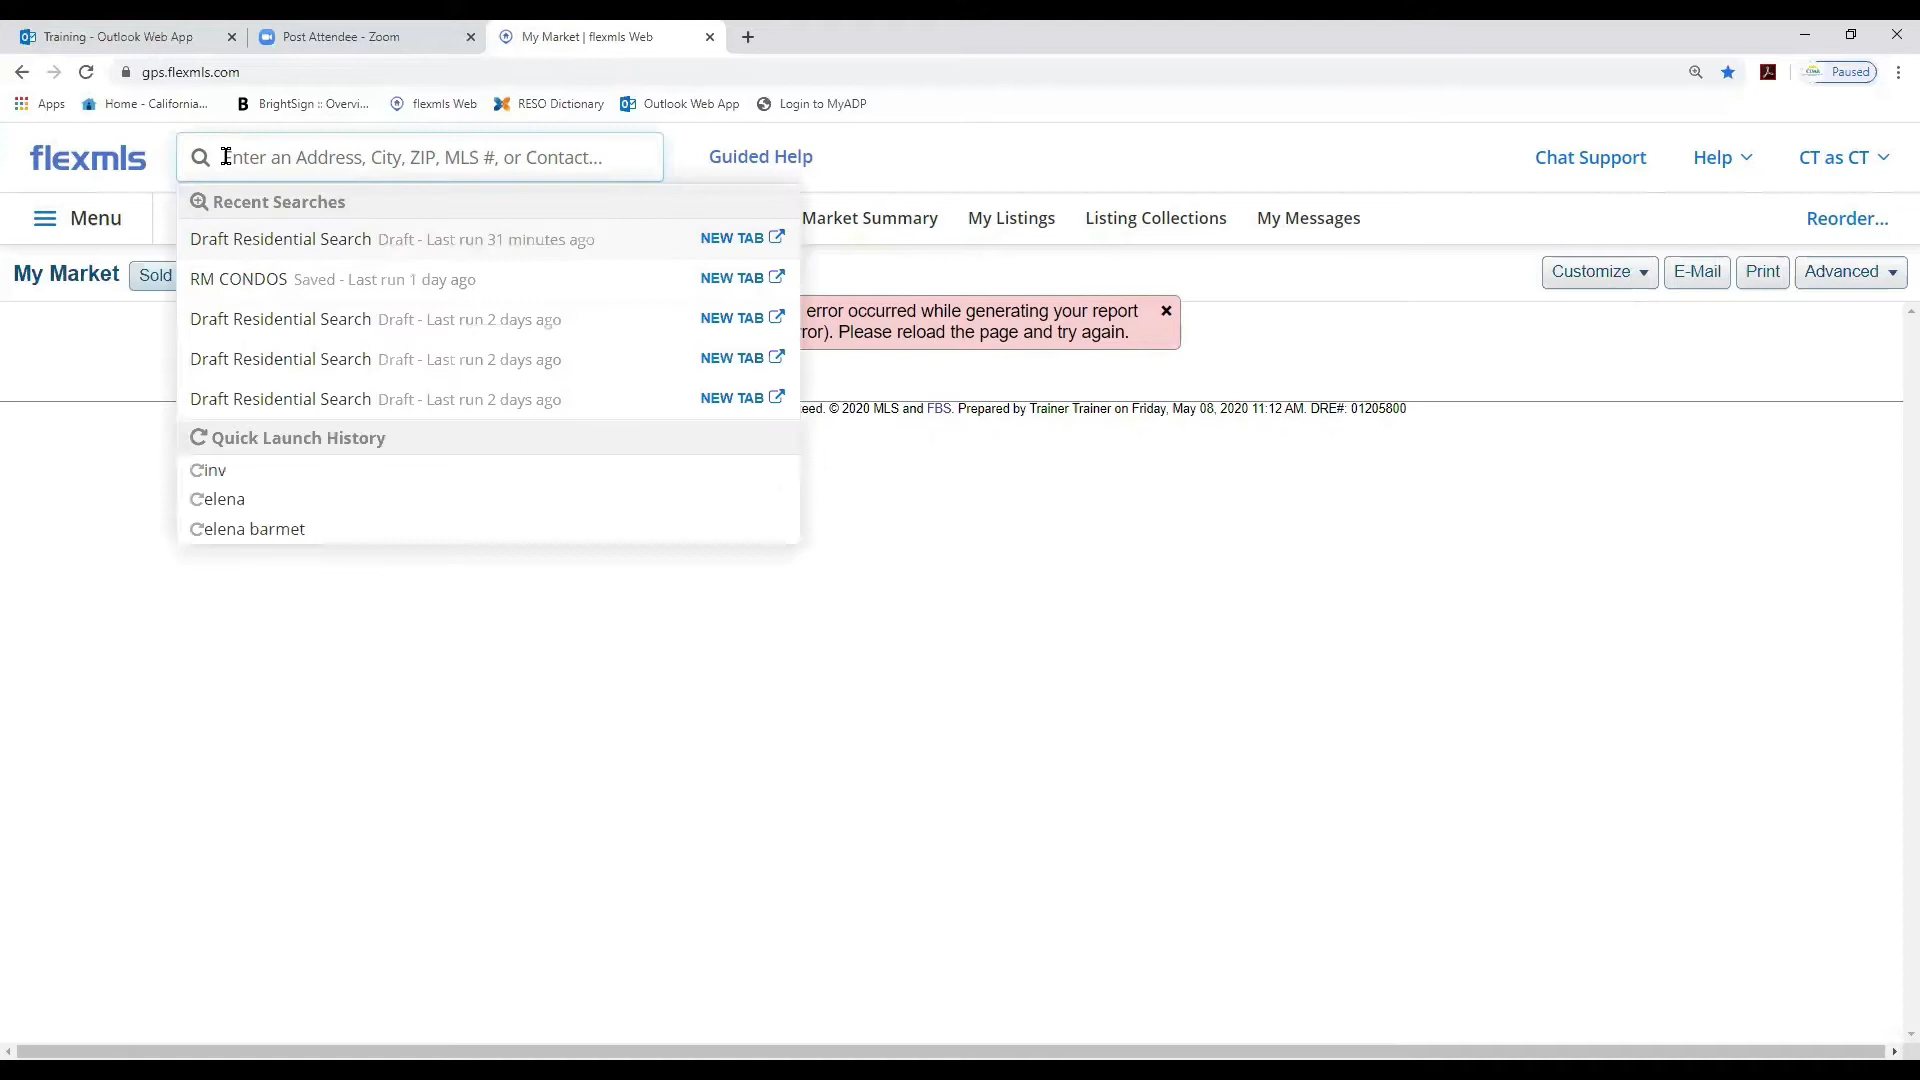 Training - Outlook Web App
Post Attendee - Zoom
My Market | flexmls Web
gps.flexmls.com
Paused
Apps
Home - California...
BrightSign :: Overvi...
flexmls Web
RESO Dictionary
Outlook Web App
Login to MyADP
flexmls
Enter an Address, City, ZIP, MLS #, or Contact...
Guided Help
Chat Support
Help
CT as CT
Menu
Market Summary
My Listings
Listing Collections
My Messages
Reorder...
Recent Searches
Draft Residential Search Draft - Last run 31 minutes ago NEW TAB
RM CONDOS Saved - Last run 1 day ago NEW TAB
Draft Residential Search Draft - Last run 2 days ago NEW TAB
Draft Residential Search Draft - Last run 2 days ago NEW TAB
Draft Residential Search Draft - Last run 2 days ago NEW TAB
Quick Launch History
inv
elena
elena barmet
My Market
Sold
Customize
E-Mail
Print
Advanced
error occurred while generating your report
ror). Please reload the page and try again.
eed. © 2020 MLS and FBS. Prepared by Trainer Trainer on Friday, May 08, 2020 11:12 AM. DRE#: 01205800